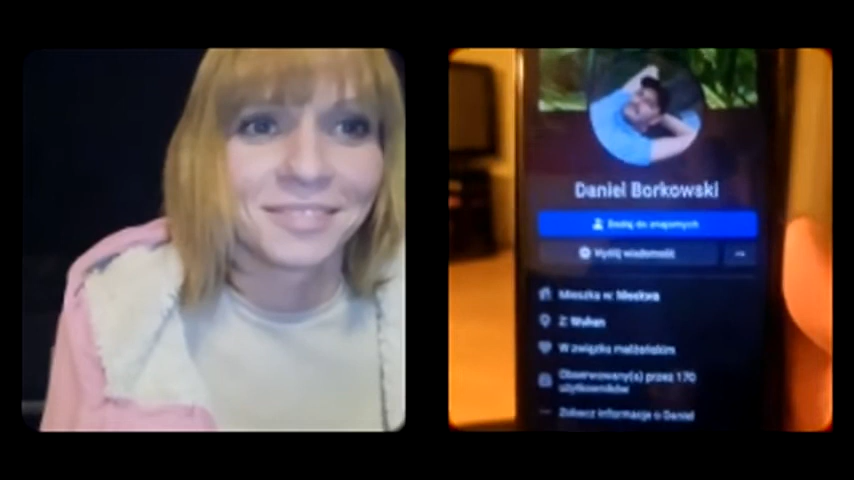 Daniel Borkowski
Dodaj do znajomych
Wyślij wiadomość
Mieszka w: Moskwa
Z: Wuhan
W związku małżeńskim
Obserwowany(a) przez 170
użytkowników
Zobacz informacje o Daniel